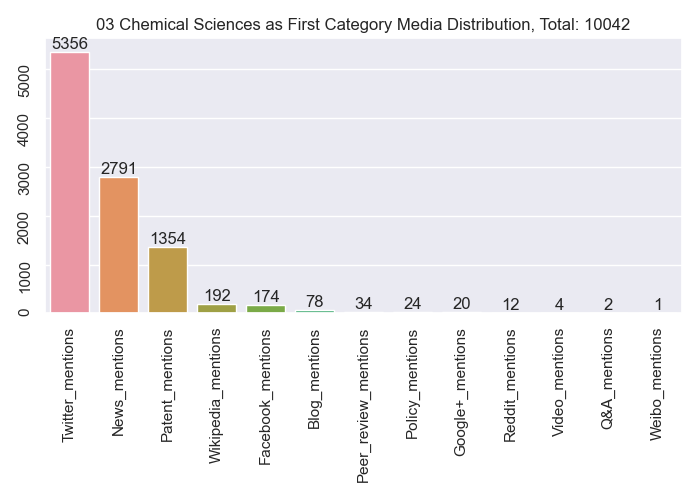 03 Chemical Sciences as First Category Media Distribution, Total: 10042
5356
2791
1354
192
174
78
34
24
20
12
4
2
1
5000
4000
3000
2000
1000
0
Twitter_mentions
News_mentions
Patent_mentions
Wikipedia_mentions
Facebook_mentions
Blog_mentions
Peer_review_mentions
Policy_mentions
Google+_mentions
Reddit_mentions
Video_mentions
Q&A_mentions
Weibo_mentions